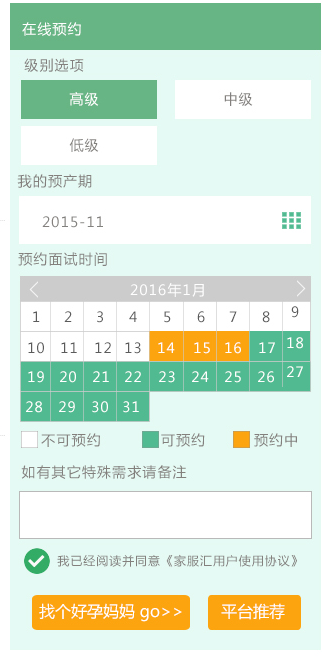 在线预约
级别选项
高级 中级
低级
我的预产期
2015-11
预约面试时间
2016年1月
1 2 3 4 5 6 7 8 9
10 11 12 13 14 15 16 17 18
19 20 21 22 23 24 25 26 27
28 29 30 31
不可预约 可预约 预约中
如有其它特殊需求请备注
我已经阅读并同意《家服汇用户使用协议》
找个好孕妈妈 go>> 平台推荐